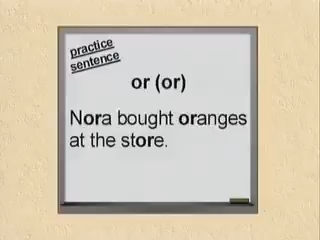 practice
sentence
or (or)
Nora bought oranges
at the store.